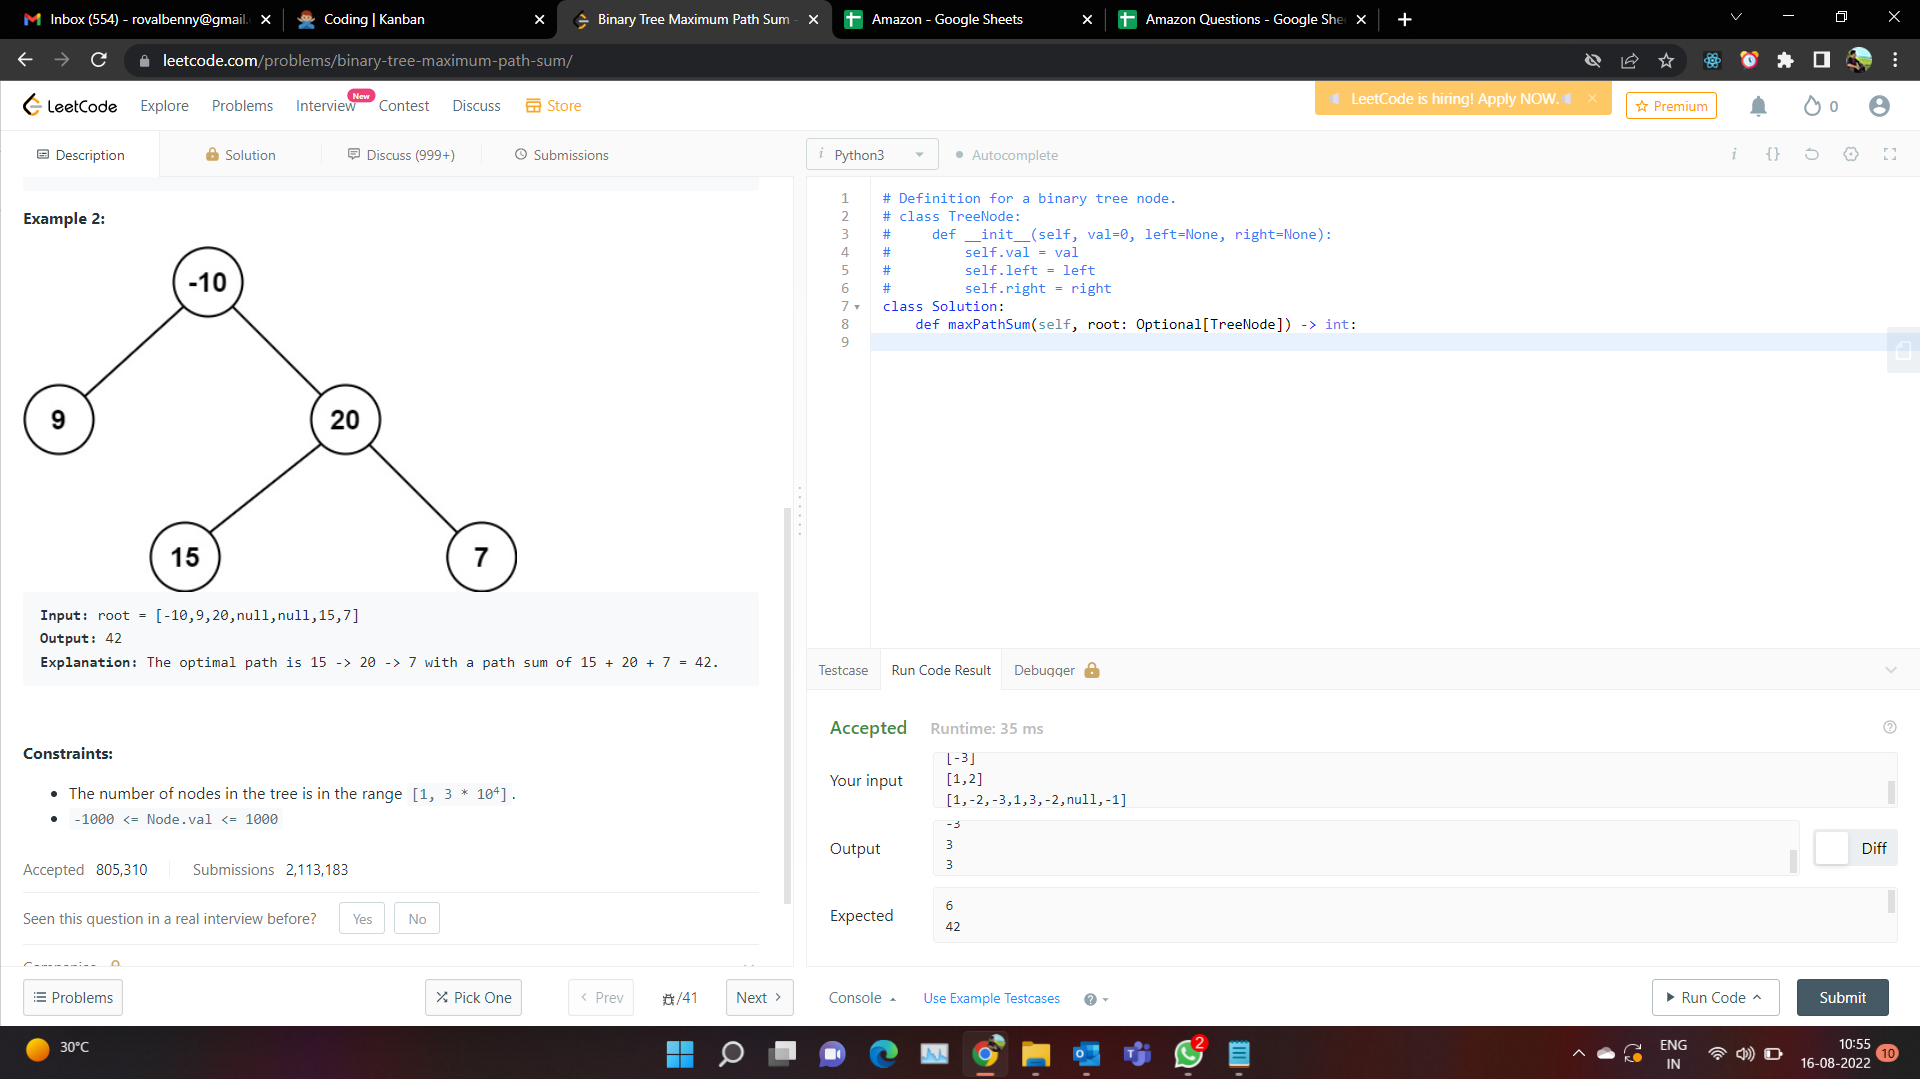 Inbox (554) - rovalbenny@gmail.
Coding | Kanban
Binary Tree Maximum Path Sum -
Amazon - Google Sheets
Amazon Questions - Google She
leetcode.com/problems/binary-tree-maximum-path-sum/
LeetCode
Explore
Problems
Interview
New
Contest
Discuss
Store
LeetCode is hiring! Apply NOW.
Premium
0
Description
Solution
Discuss (999+)
Submissions
i Python3
Autocomplete
i {}
Example 2:
-10
9
20
15
7
Input: root = [-10,9,20,null,null,15,7]
Output: 42
Explanation: The optimal path is 15 -> 20 -> 7 with a path sum of 15 + 20 + 7 = 42.
Constraints:
• The number of nodes in the tree is in the range [1, 3 * 10⁴].
• -1000 <= Node.val <= 1000
Accepted 805,310
Submissions 2,113,183
Seen this question in a real interview before?
Yes
No
Companies
Problems
Pick One
Prev
/41
Next
1 # Definition for a binary tree node.
2 # class TreeNode:
3 #     def __init__(self, val=0, left=None, right=None):
4 #         self.val = val
5 #         self.left = left
6 #         self.right = right
7 class Solution:
8     def maxPathSum(self, root: Optional[TreeNode]) -> int:
9
Testcase
Run Code Result
Debugger
Accepted
Runtime: 35 ms
Your input
[-3]
[1,2]
[1,-2,-3,1,3,-2,null,-1]
Output
-3
3
3
Diff
Expected
6
42
Console
Use Example Testcases
Run Code
Submit
30°C
2
ENG
IN
10:55
16-08-2022
10